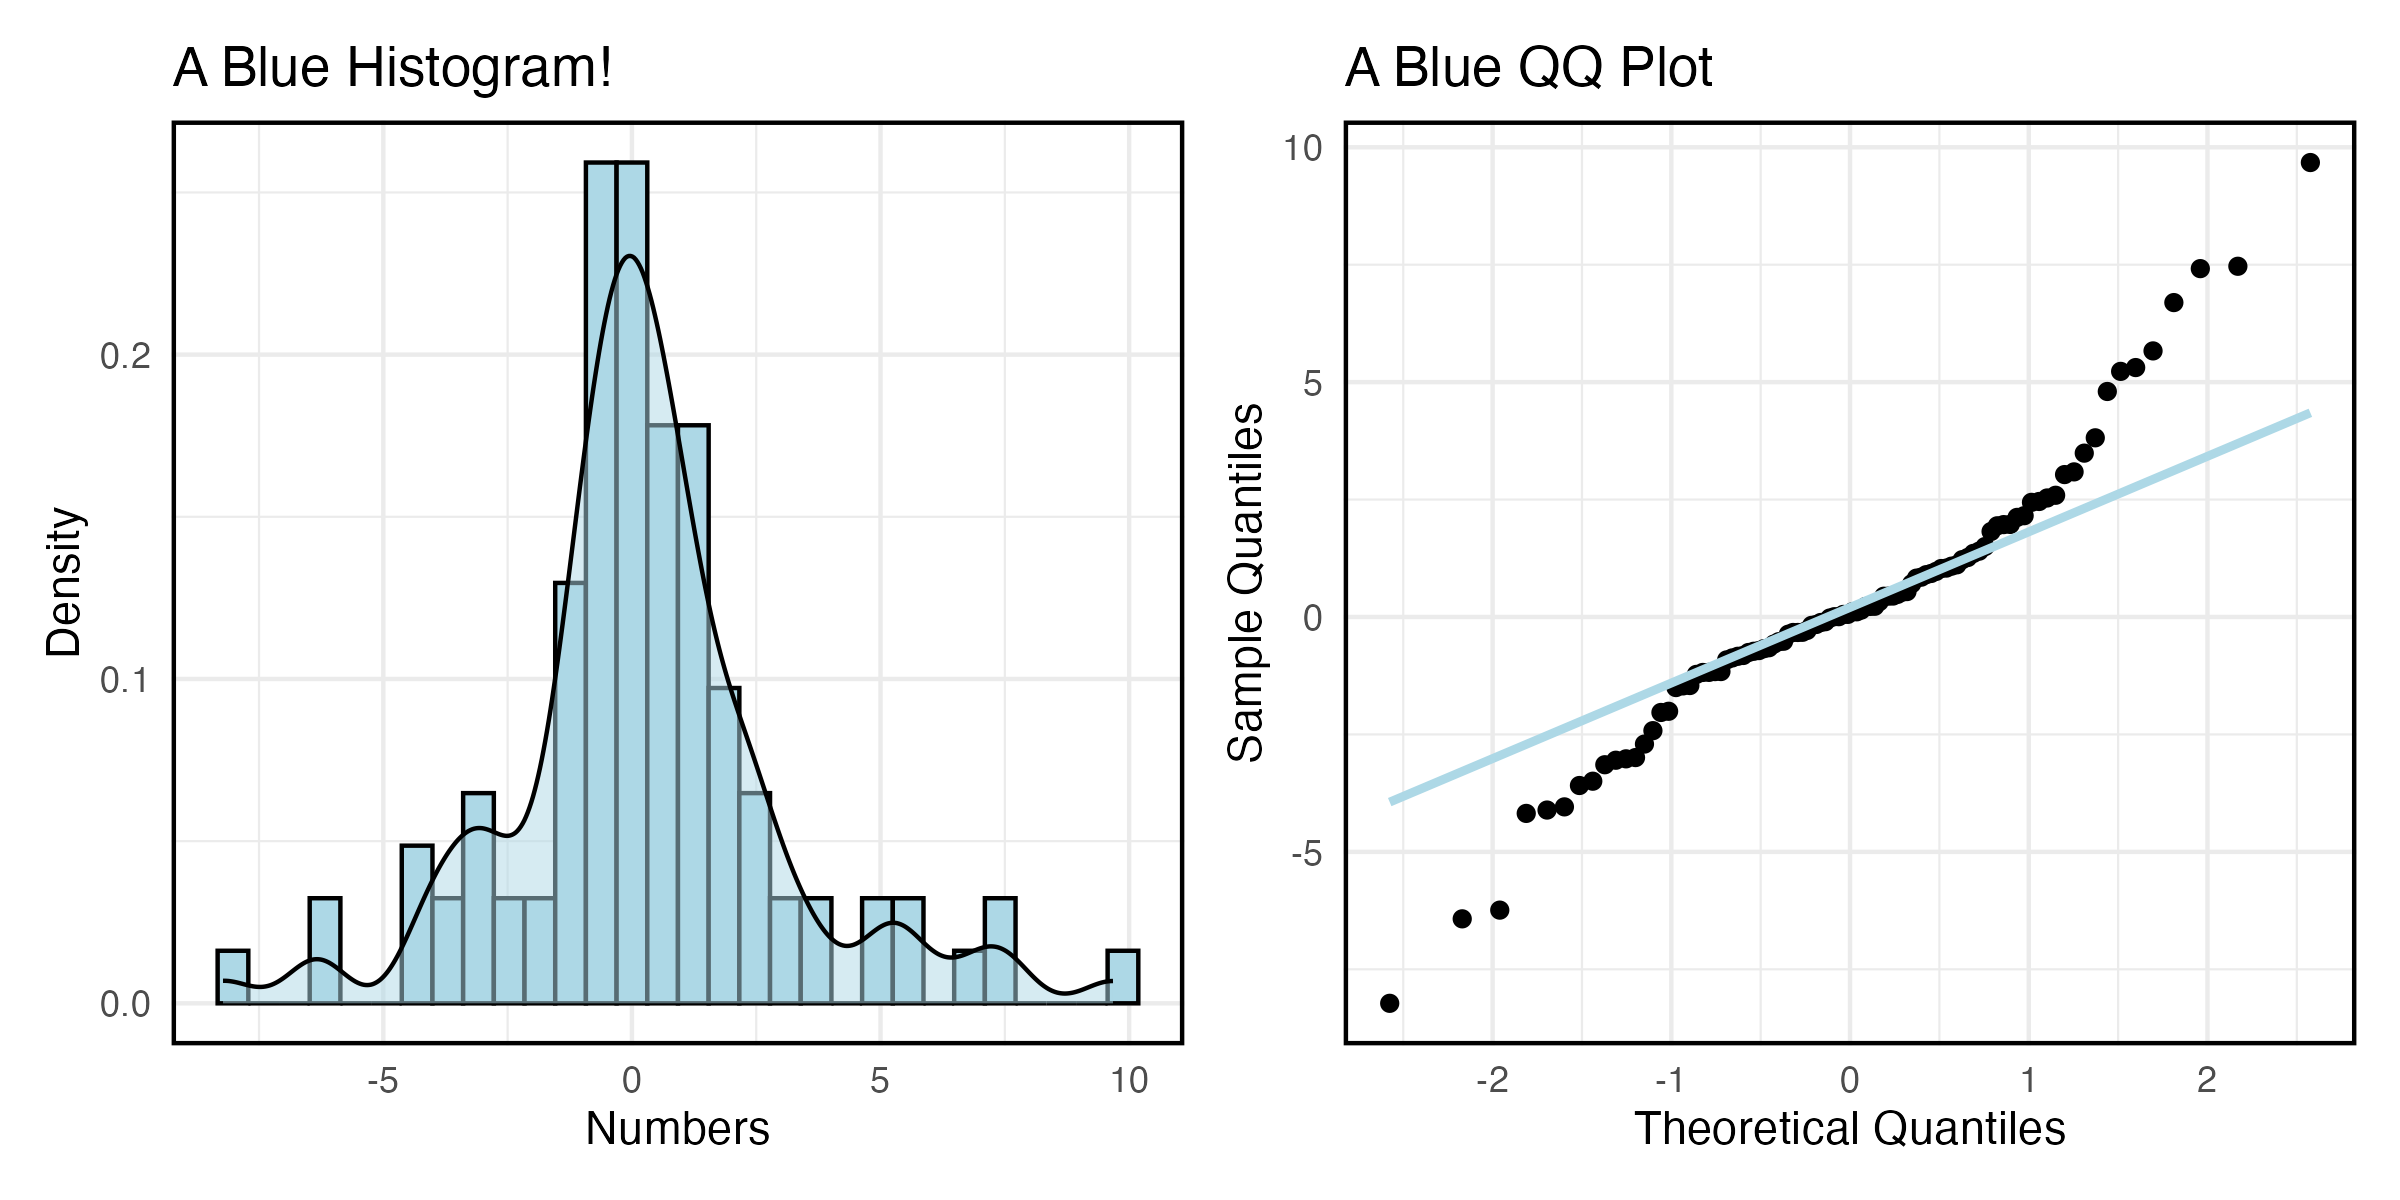 A Blue Histogram!
Density
0.2
0.1
0.0
-5 0 5 10
Numbers
A Blue QQ Plot
Sample Quantiles
10
5
0
-5
-2 -1 0 1 2
Theoretical Quantiles